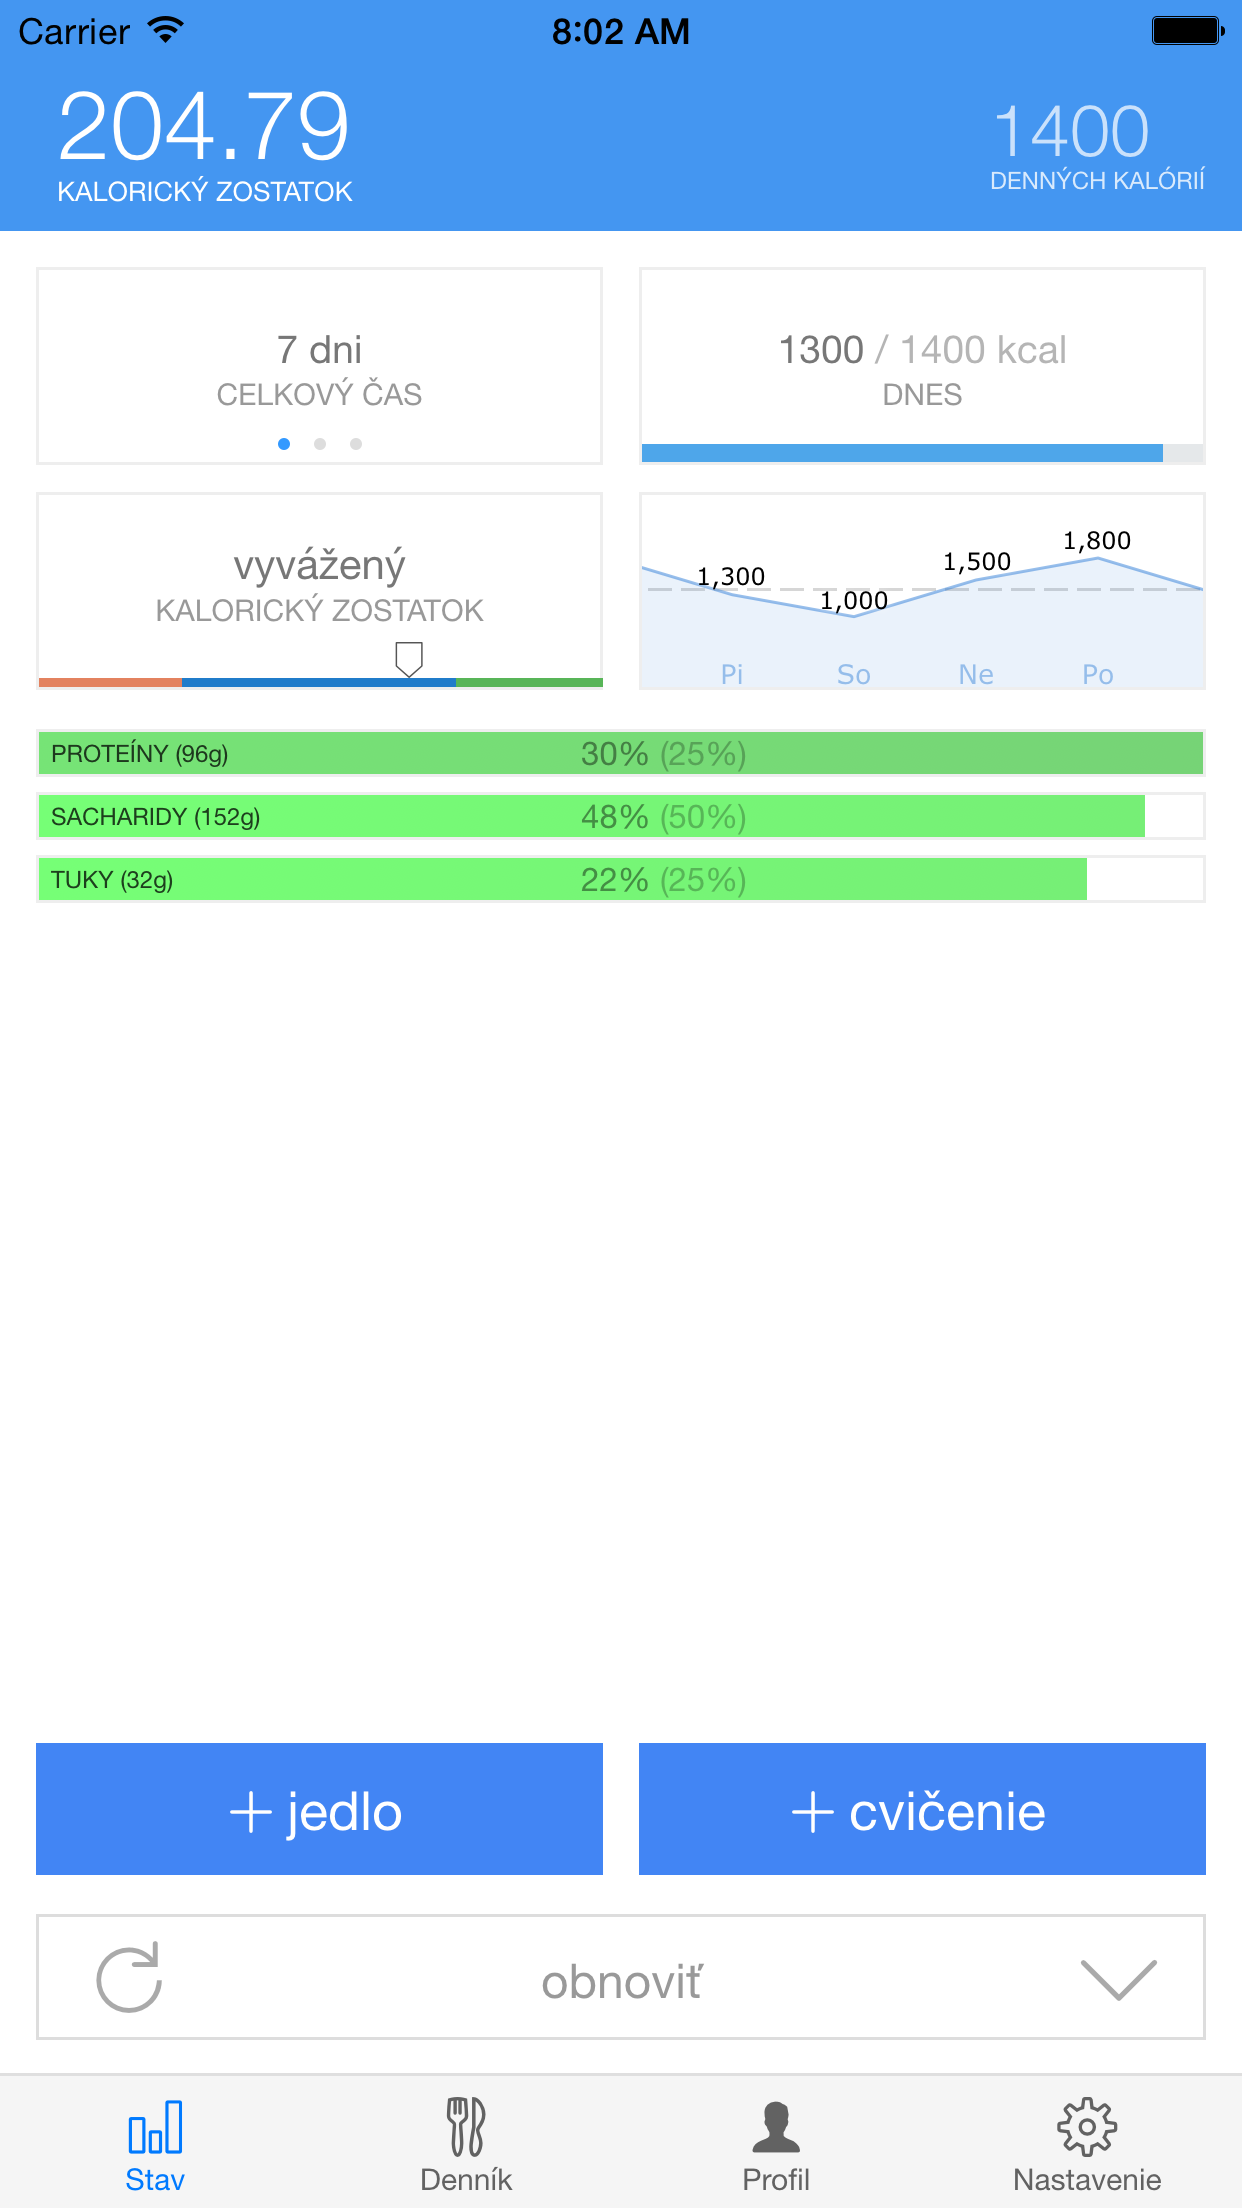 Carrier 8:02 AM
204.79
KALORICKÝ ZOSTATOK
1400
DENNÝCH KALÓRIÍ
7 dni
CELKOVÝ ČAS
1300 / 1400 kcal
DNES
vyvážený
KALORICKÝ ZOSTATOK
1,300
1,000
1,500
1,800
Pi So Ne Po
PROTEÍNY (96g) 30% (25%)
SACHARIDY (152g) 48% (50%)
TUKY (32g) 22% (25%)
+ jedlo
+ cvičenie
obnoviť
Stav Denník Profil Nastavenie